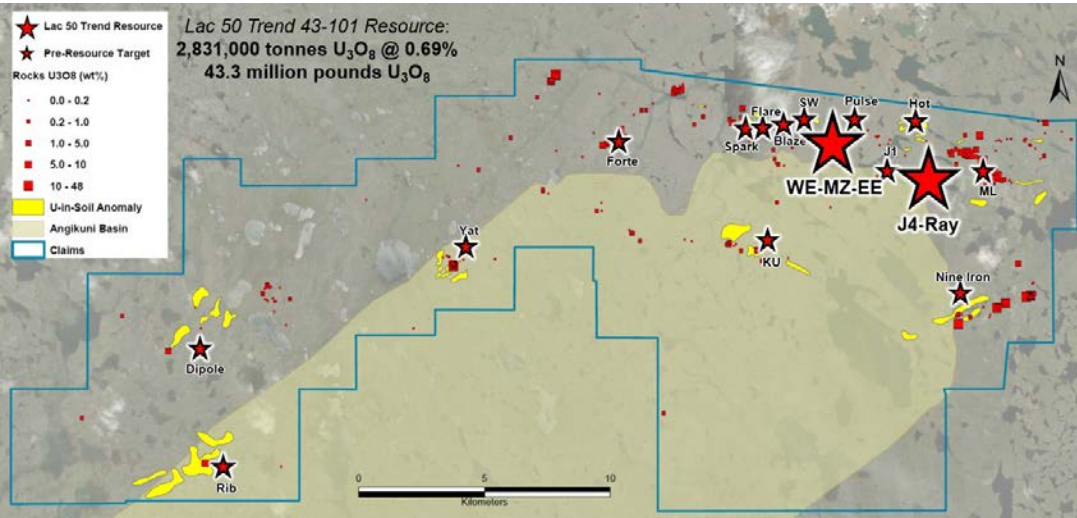 Lac 50 Trend Resource
Pre-Resource Target
Rocks U3O8 (wt%)
0.0 - 0.2
0.2 - 1.0
1.0 - 5.0
5.0 - 10
10 - 48
U-in-Soil Anomaly
Angikuni Basin
Claims
Lac 50 Trend 43-101 Resource:
2,831,000 tonnes U₃O₈ @ 0.69%
43.3 million pounds U₃O₈
N
SW
Pulse
Hot
Flare
Spark
Blaze
Forte
J1
WE-MZ-EE
ML
J4-Ray
Yat
KU
Nine Iron
Dipole
Rib
0
5
10
Kilometers